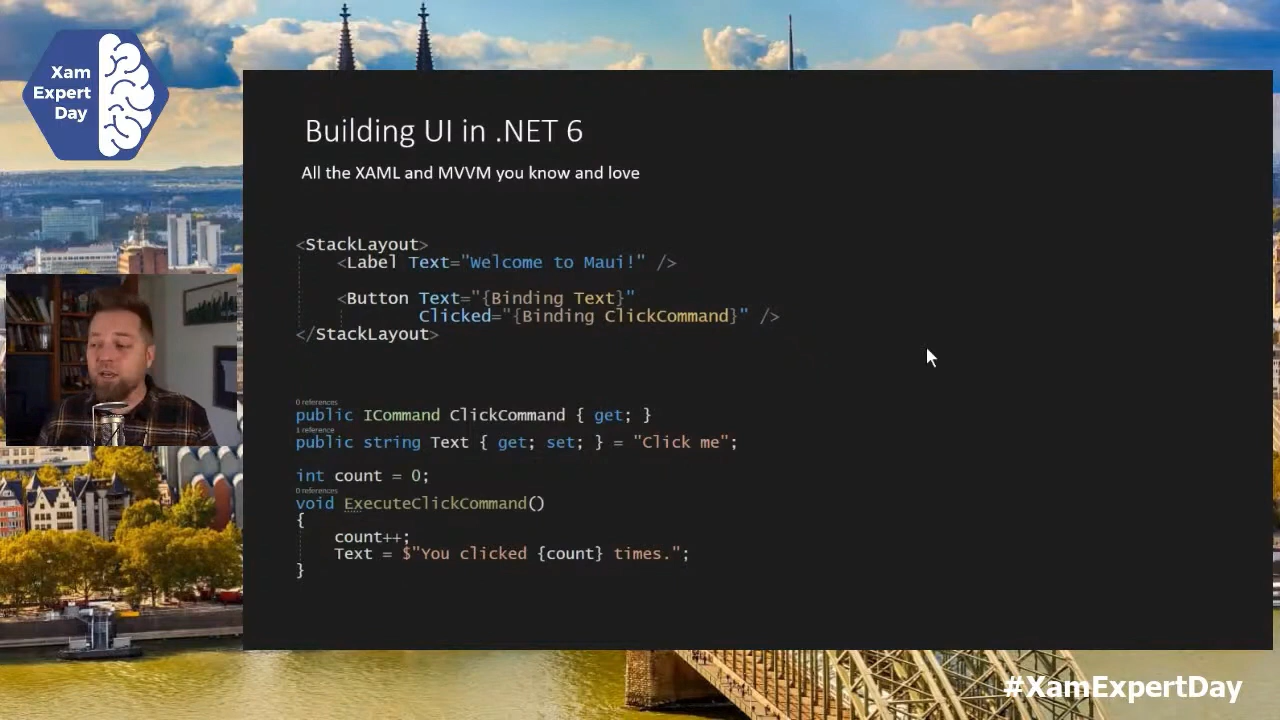 Xam
Expert
Day
Building UI in .NET 6
All the XAML and MVVM you know and love
<StackLayout>
<Label Text="Welcome to Maui!" />
<Button Text="{Binding Text}"
Clicked="{Binding ClickCommand}" />
</StackLayout>
0 references
public ICommand ClickCommand { get; }
1 reference
public string Text { get; set; } = "Click me";
int count = 0;
0 references
void ExecuteClickCommand()
{
count++;
Text = $"You clicked {count} times.";
}
#XamExpertDay